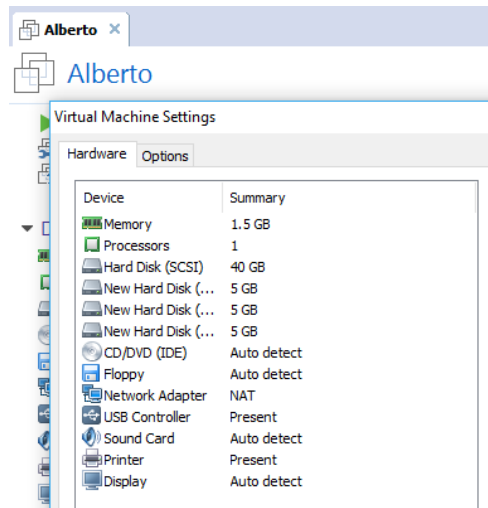 Alberto ×
Alberto
Virtual Machine Settings
Hardware Options
Device Summary
Memory 1.5 GB
Processors 1
Hard Disk (SCSI) 40 GB
New Hard Disk (... 5 GB
New Hard Disk (... 5 GB
New Hard Disk (... 5 GB
CD/DVD (IDE) Auto detect
Floppy Auto detect
Network Adapter NAT
USB Controller Present
Sound Card Auto detect
Printer Present
Display Auto detect